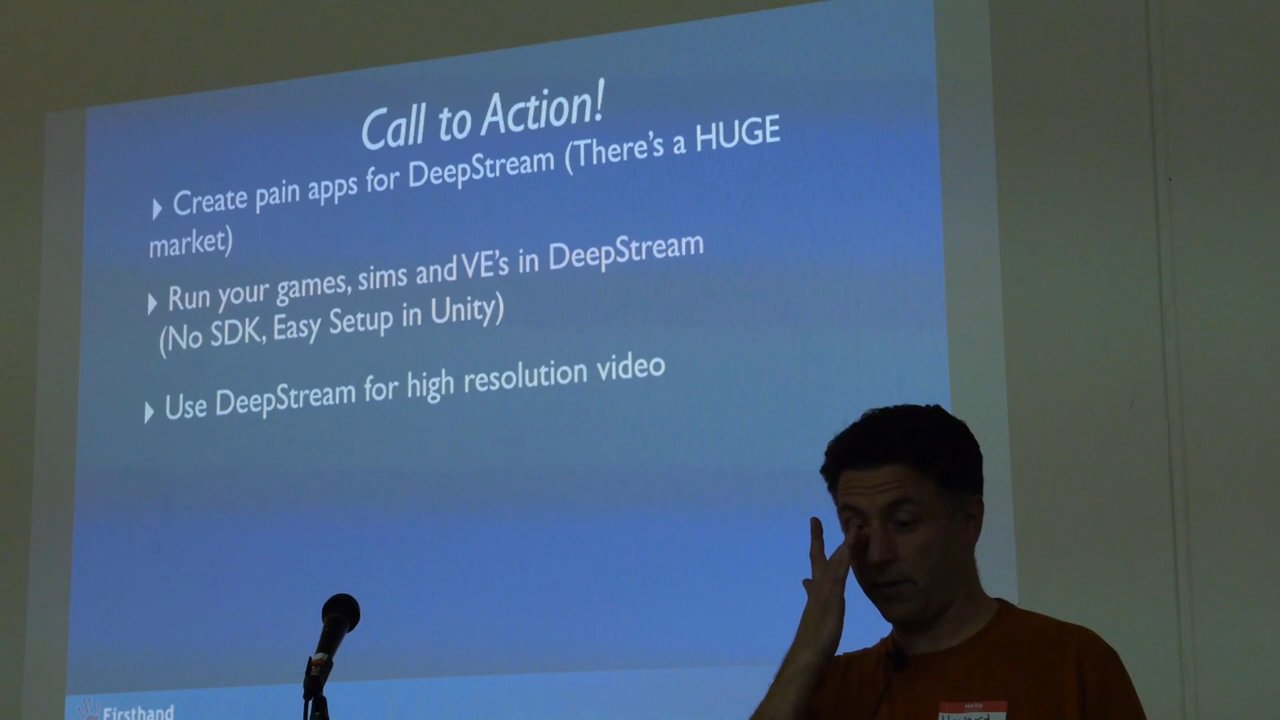 Call to Action!
Create pain apps for DeepStream (There's a HUGE
market)
Run your games, sims and VE's in DeepStream
(No SDK, Easy Setup in Unity)
Use DeepStream for high resolution video
Firsthand
Hello